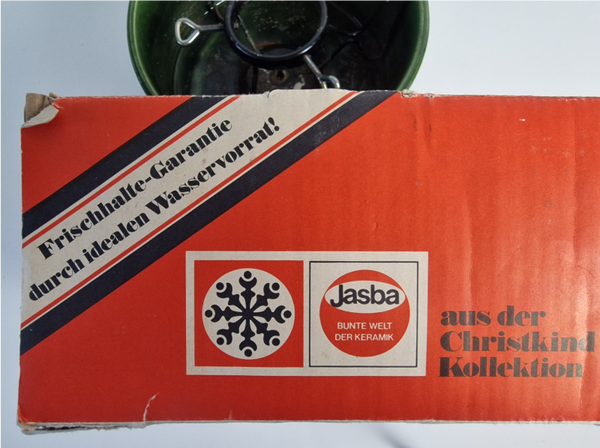 Frischhalte-Garantie
durch idealen Wasservorrat!
Jasba
BUNTE WELT
DER KERAMIK
aus der
Christkind
Kollektion